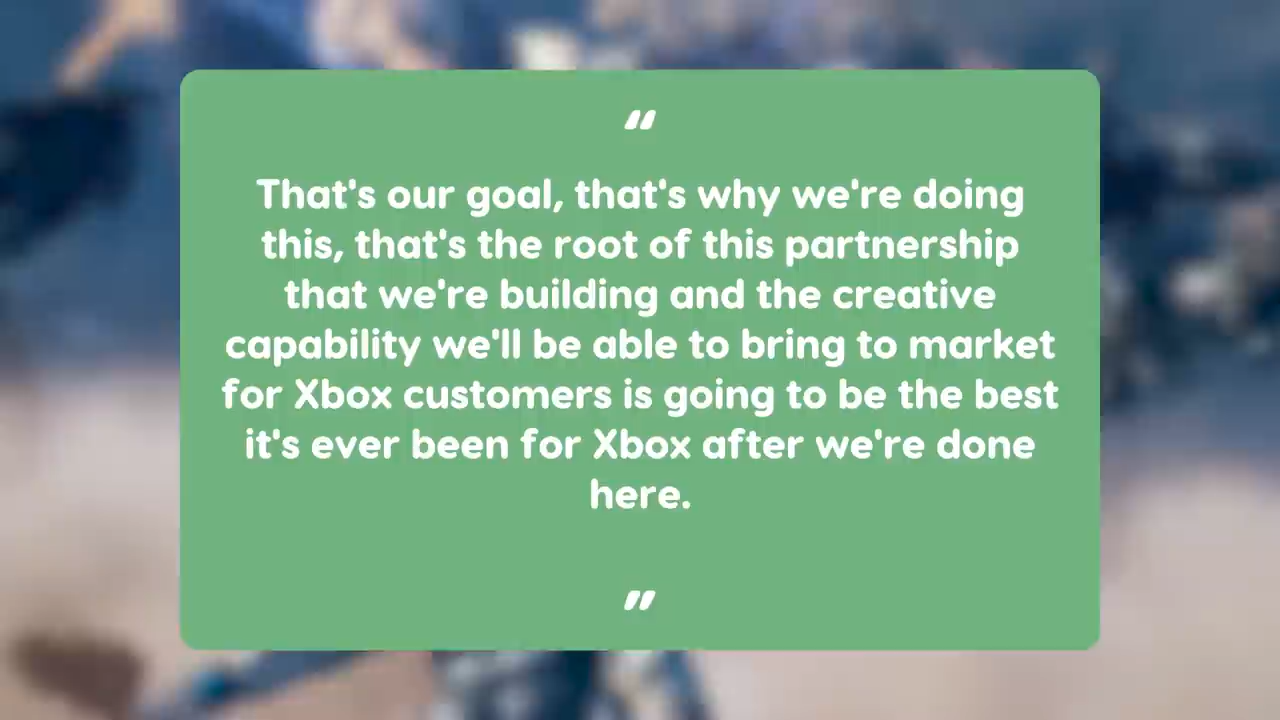 "
That's our goal, that's why we're doing
this, that's the root of this partnership
that we're building and the creative
capability we'll be able to bring to market
for Xbox customers is going to be the best
it's ever been for Xbox after we're done
here.
"